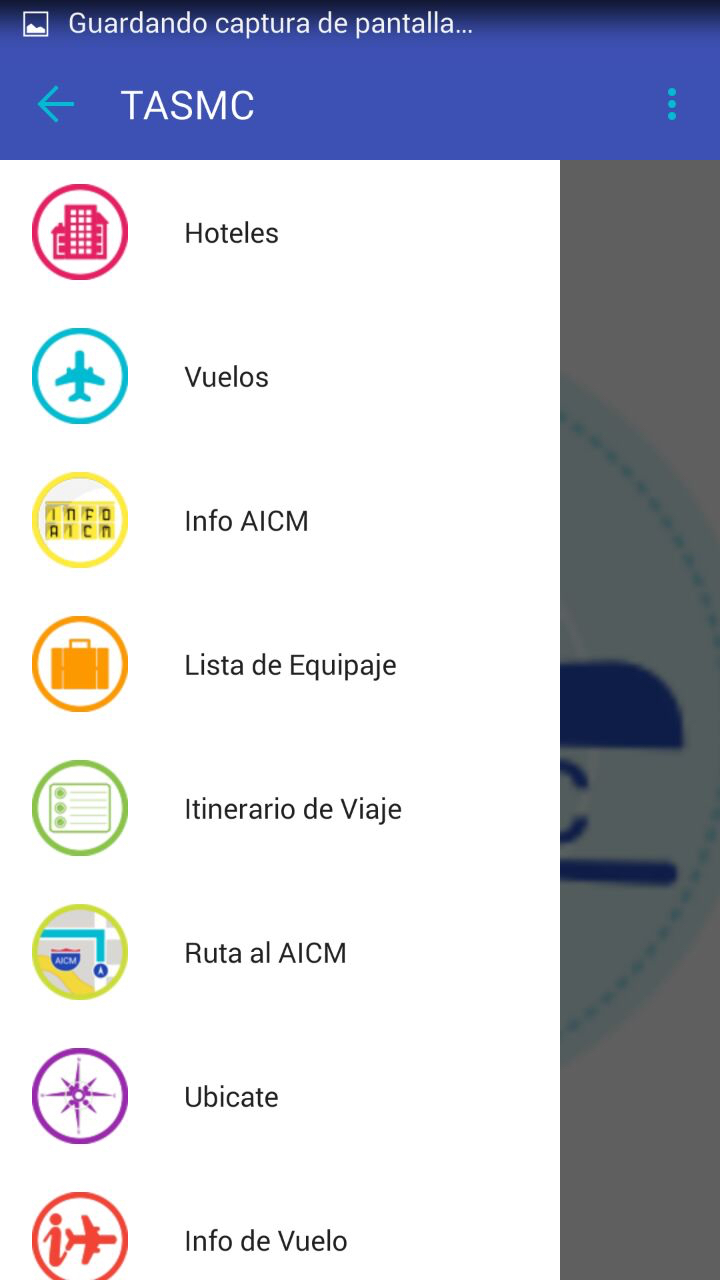 Guardando captura de pantalla...
TASMC
Hoteles
Vuelos
INFO
AICM
Info AICM
Lista de Equipaje
Itinerario de Viaje
AICM
Ruta al AICM
Ubicate
i
Info de Vuelo
C